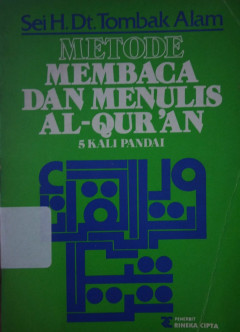 Sei H. Dt. Tombak Alam
METODE
MEMBACA
DAN MENULIS
AL-QUR'AN
5 KALI PANDAI
PENERBIT
RINEKA CIPTA